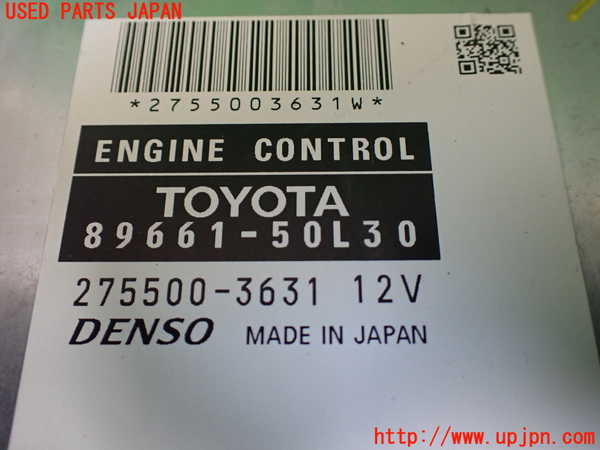 USED PARTS JAPAN
*2755003631W*
ENGINE CONTROL
TOYOTA
89661-50L30
275500-3631 12V
DENSO MADE IN JAPAN
http://www.upjpn.com/